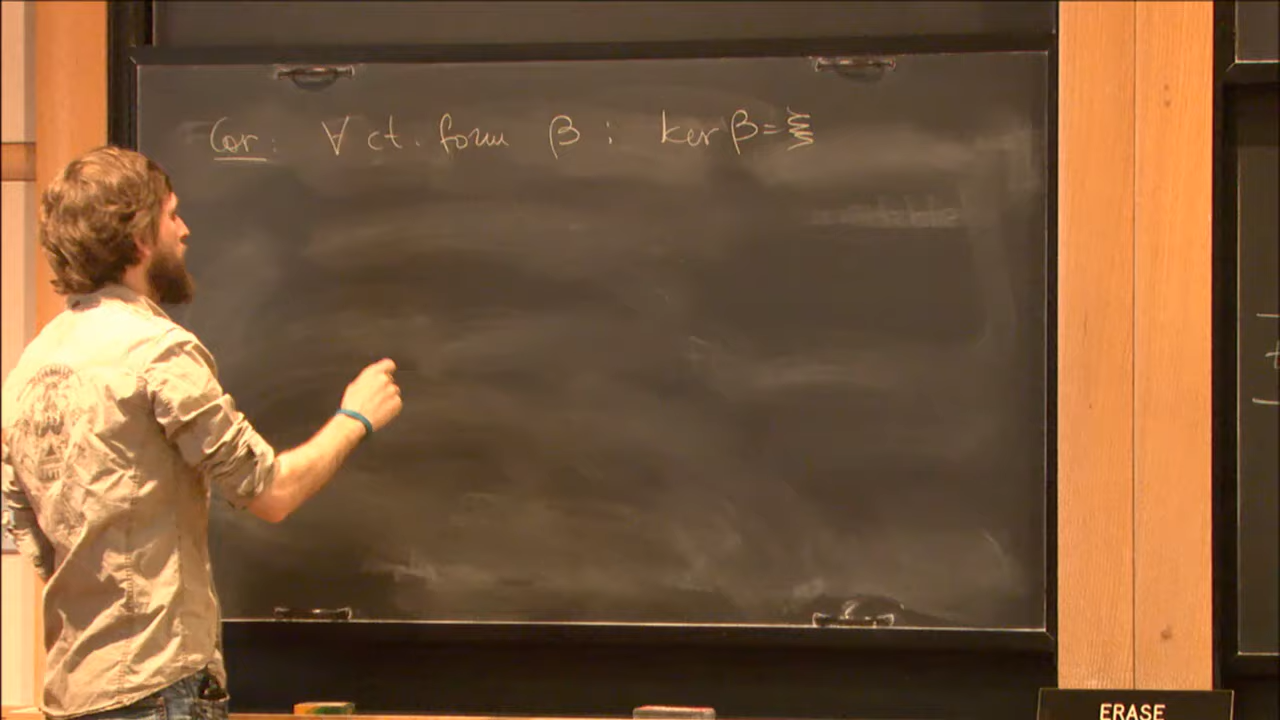 Cor: ∀ ct. form β : ker β = ξ
ERASE